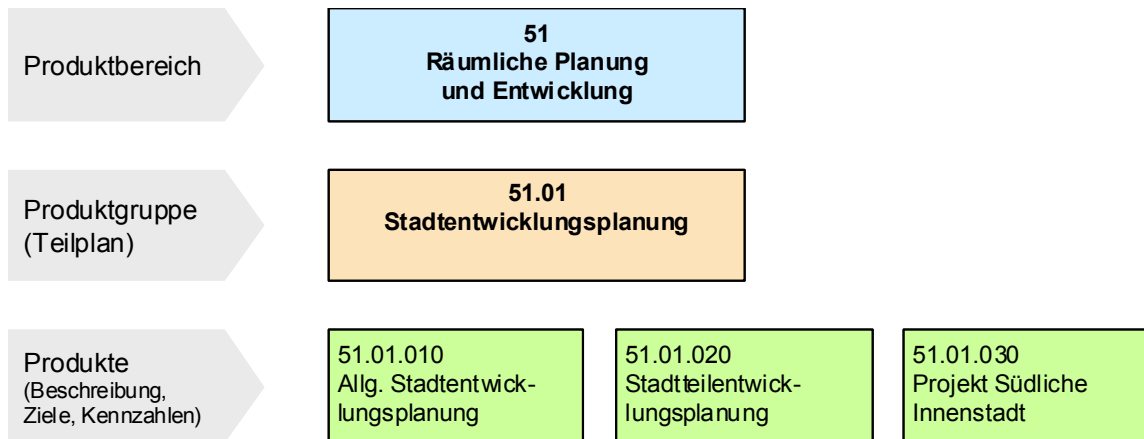 Produktbereich
51
Räumliche Planung
und Entwicklung
Produktgruppe
(Teilplan)
51.01
Stadtentwicklungsplanung
Produkte
(Beschreibung,
Ziele, Kennzahlen)
51.01.010
Allg. Stadtentwick-
lungsplanung
51.01.020
Stadtteilentwick-
lungsplanung
51.01.030
Projekt Südliche
Innenstadt